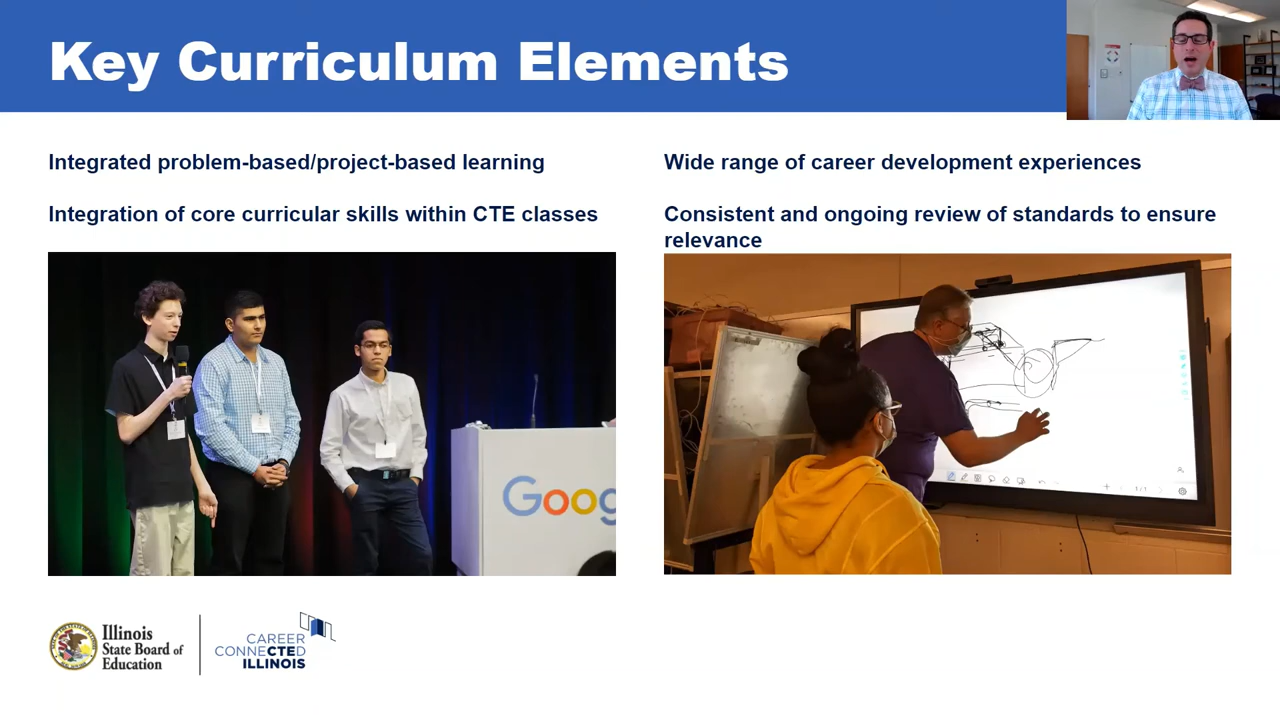 Key Curriculum Elements
Integrated problem-based/project-based learning
Integration of core curricular skills within CTE classes
Wide range of career development experiences
Consistent and ongoing review of standards to ensure
relevance
Goog
Illinois
State Board of
Education
CAREER
CONNECTED
ILLINOIS